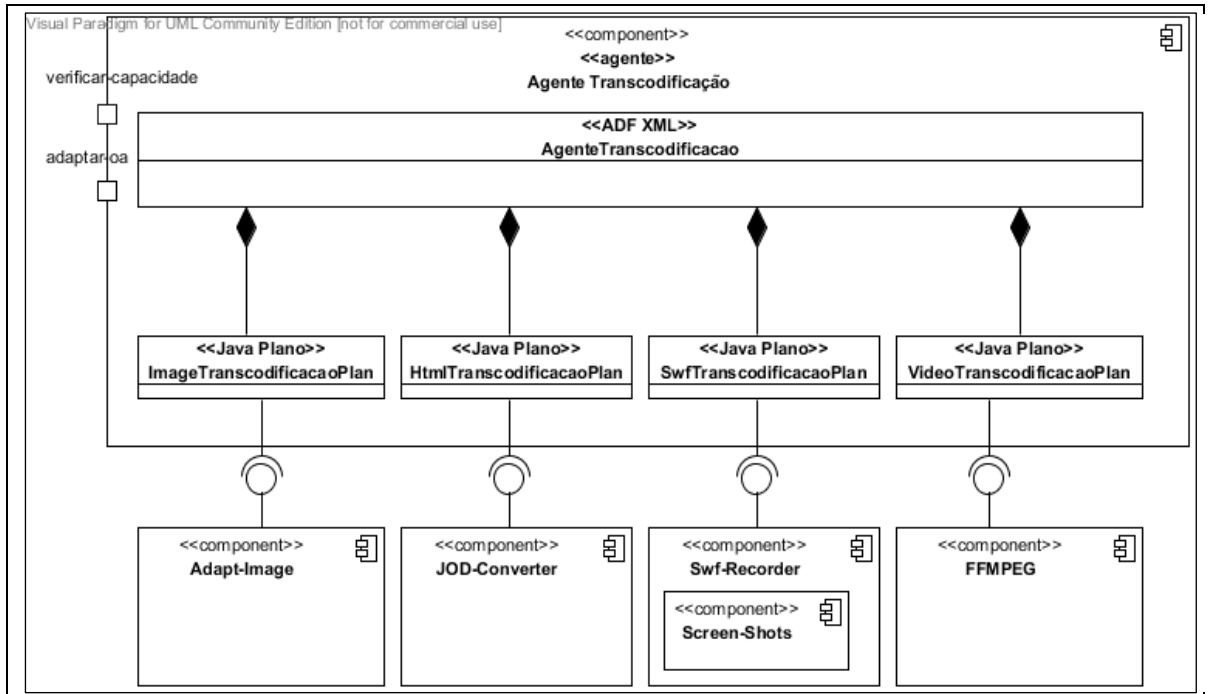 Visual Paradigm for UML Community Edition [not for commercial use]
<<component>>
<<agente>>
Agente Transcodificação
verificar-capacidade
<<ADF XML>>
AgenteTranscodificacao
adaptar-oa
<<Java Plano>>
ImageTranscodificacaoPlan
<<Java Plano>>
HtmlTranscodificacaoPlan
<<Java Plano>>
SwfTranscodificacaoPlan
<<Java Plano>>
VideoTranscodificacaoPlan
<<component>>
Adapt-Image
<<component>>
JOD-Converter
<<component>>
Swf-Recorder
<<component>>
Screen-Shots
<<component>>
FFMPEG